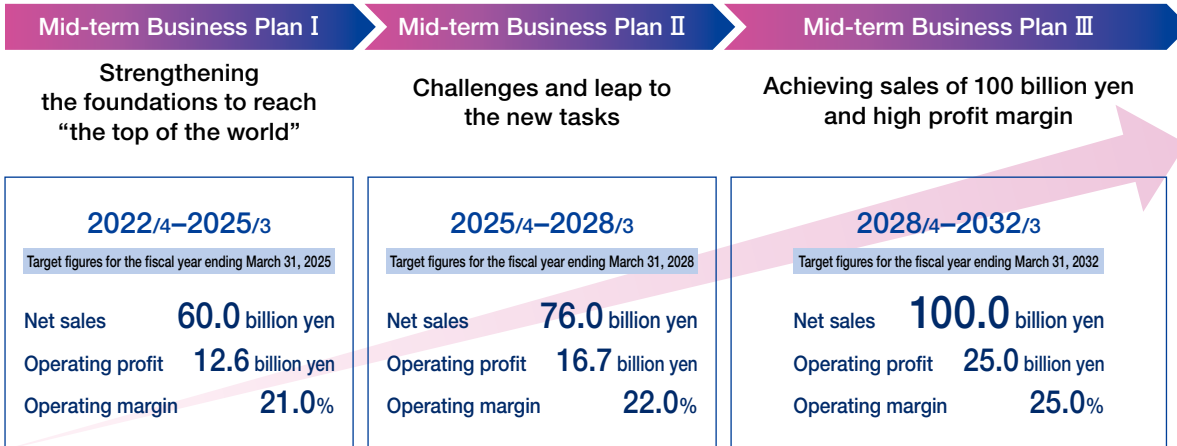 Mid-term Business Plan Ⅰ
Mid-term Business Plan Ⅱ
Mid-term Business Plan Ⅲ
Strengthening
the foundations to reach
“the top of the world”
Challenges and leap to
the new tasks
Achieving sales of 100 billion yen
and high profit margin
2022/4–2025/3
Target figures for the fiscal year ending March 31, 2025
Net sales 60.0 billion yen
Operating profit 12.6 billion yen
Operating margin 21.0%
2025/4–2028/3
Target figures for the fiscal year ending March 31, 2028
Net sales 76.0 billion yen
Operating profit 16.7 billion yen
Operating margin 22.0%
2028/4–2032/3
Target figures for the fiscal year ending March 31, 2032
Net sales 100.0 billion yen
Operating profit 25.0 billion yen
Operating margin 25.0%